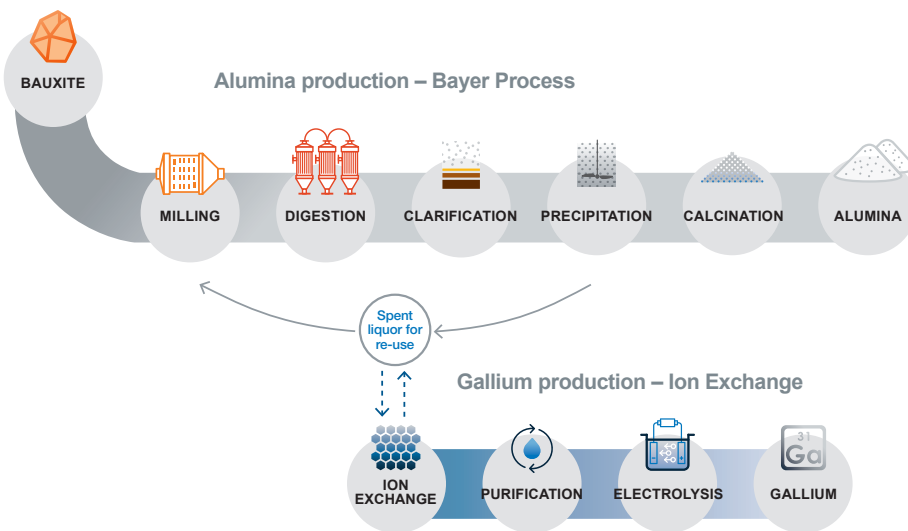 BAUXITE
Alumina production – Bayer Process
MILLING
DIGESTION
CLARIFICATION
PRECIPITATION
CALCINATION
ALUMINA
Spent
liquor for
re-use
Gallium production – Ion Exchange
31
Ga
ION
EXCHANGE
PURIFICATION
ELECTROLYSIS
GALLIUM